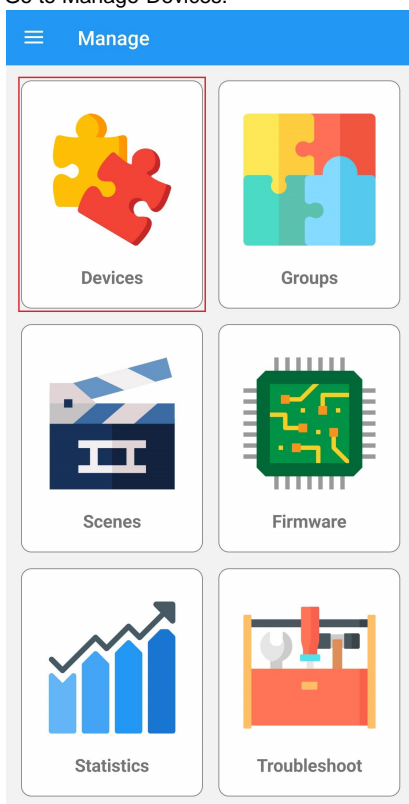 Go to Manage Devices.
Manage
Devices
Groups
Scenes
Firmware
Statistics
Troubleshoot